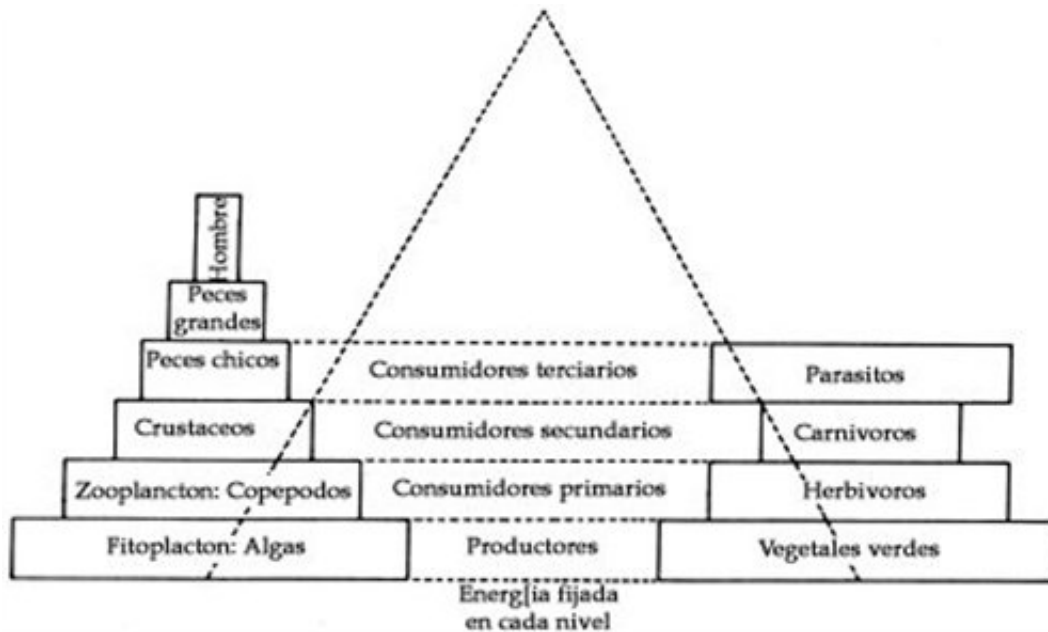 Hombre
Peces
grandes
Peces chicos
Consumidores terciarios
Parasitos
Crustaceos
Consumidores secundarios
Carnivoros
Zooplancton: Copepodos
Consumidores primarios
Herbivoros
Fitoplacton: Algas
Productores
Vegetales verdes
Energ[ia fijada
en cada nivel